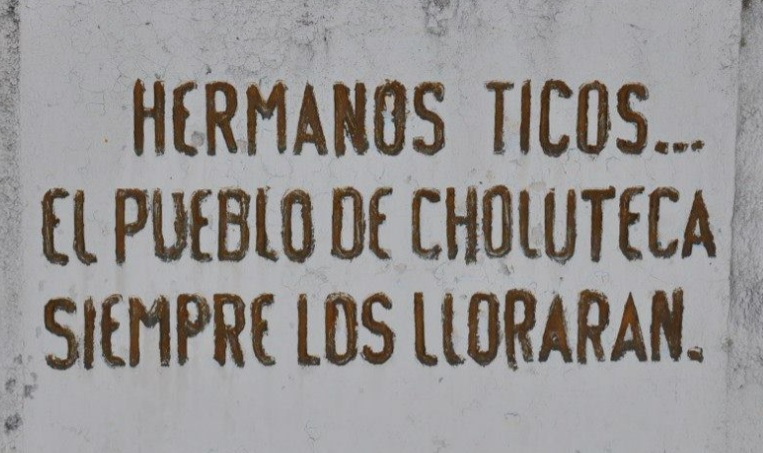 HERMANOS TICOS...
EL PUEBLO DE CHOLUTECA
SIEMPRE LOS LLORARAN.